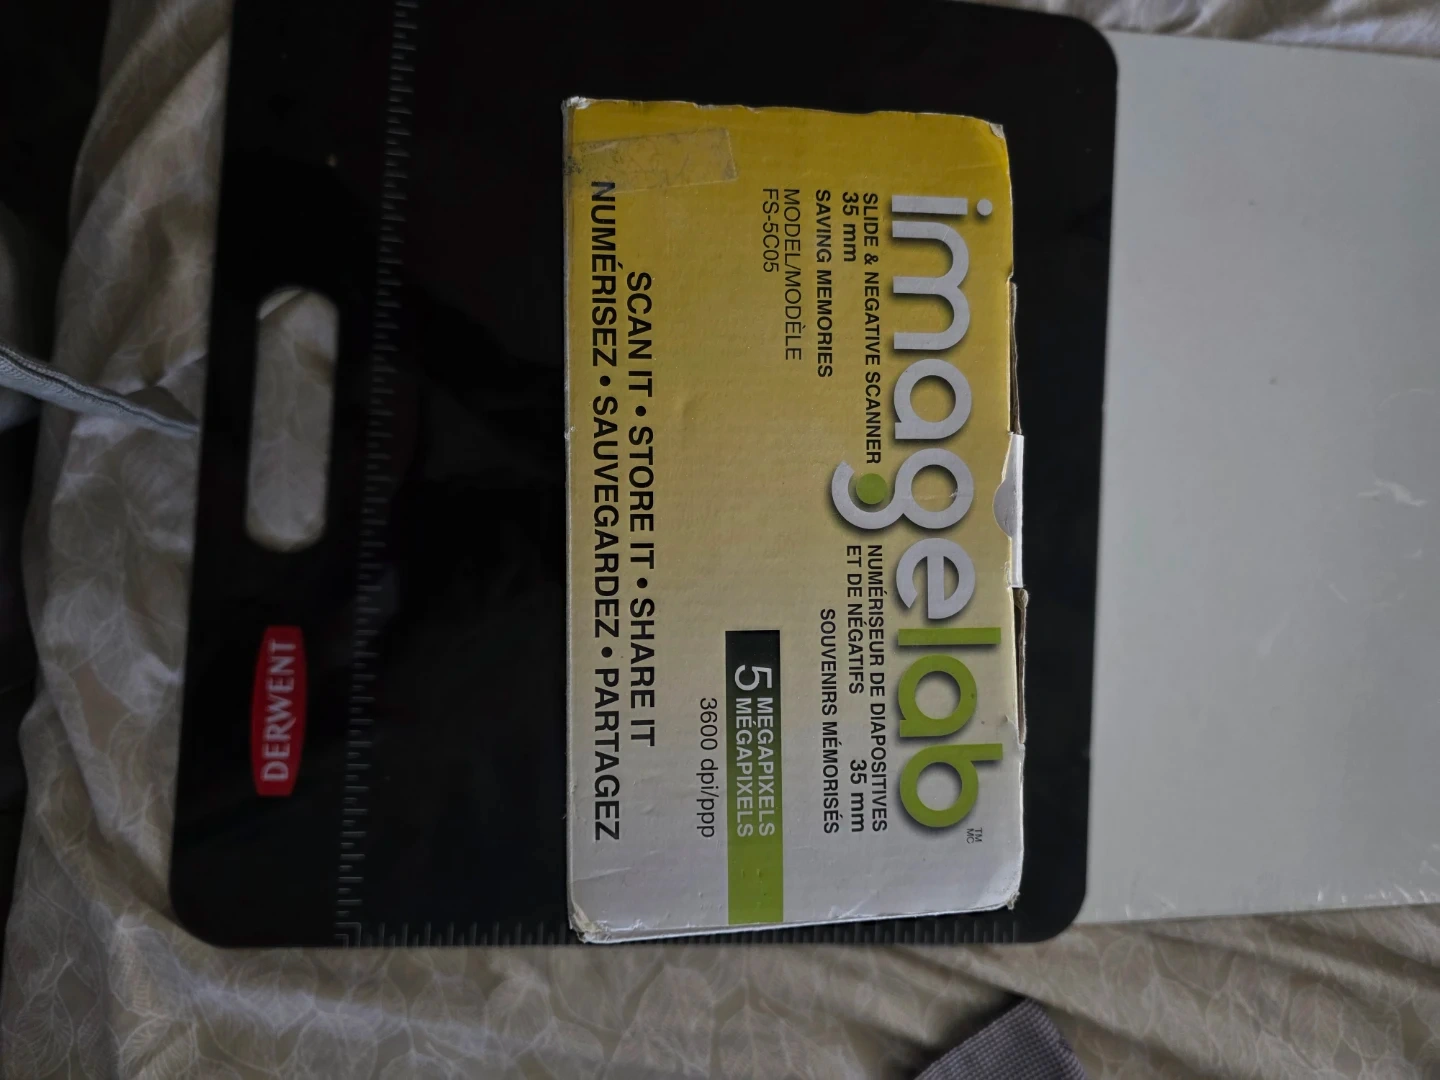 imagelab
TM
MC
SLIDE & NEGATIVE SCANNER
35 mm
SAVING MEMORIES
NUMÉRISEUR DE DIAPOSITIVES
ET DE NÉGATIFS 35 mm
SOUVENIRS MÉMORISÉS
MODEL/MODÈLE
FS-5C05
5 MEGAPIXELS
MÉGAPIXELS
3600 dpi/ppp
SCAN IT • STORE IT • SHARE IT
NUMÉRISEZ • SAUVEGARDEZ • PARTAGEZ
DERWENT